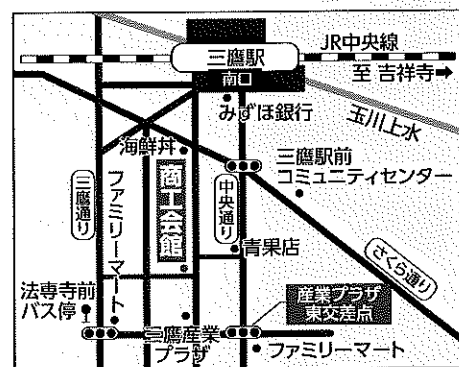 三鷹駅
南口
JR中央線
至 吉祥寺
みずほ銀行
玉川上水
海鮮丼
三鷹駅前
コミュニティセンター
三鷹通り
ファミリーマート
商工会館
中央通り
青果店
さくら通り
法専寺前
バス停
産業プラザ
東交差点
三鷹産業
プラザ
ファミリーマート